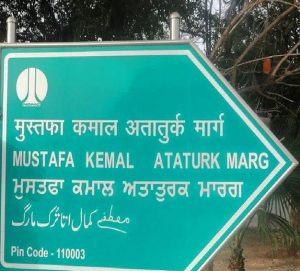 मुस्तफा कमाल अतातुर्क मार्ग
MUSTAFA KEMAL ATATURK MARG
ਮੁਸਤਫਾ ਕਮਾਲ ਅਤਾਤੁਰਕ ਮਾਰਗ
مصطفیٰ کمال اتاترک مارگ
Pin Code - 110003